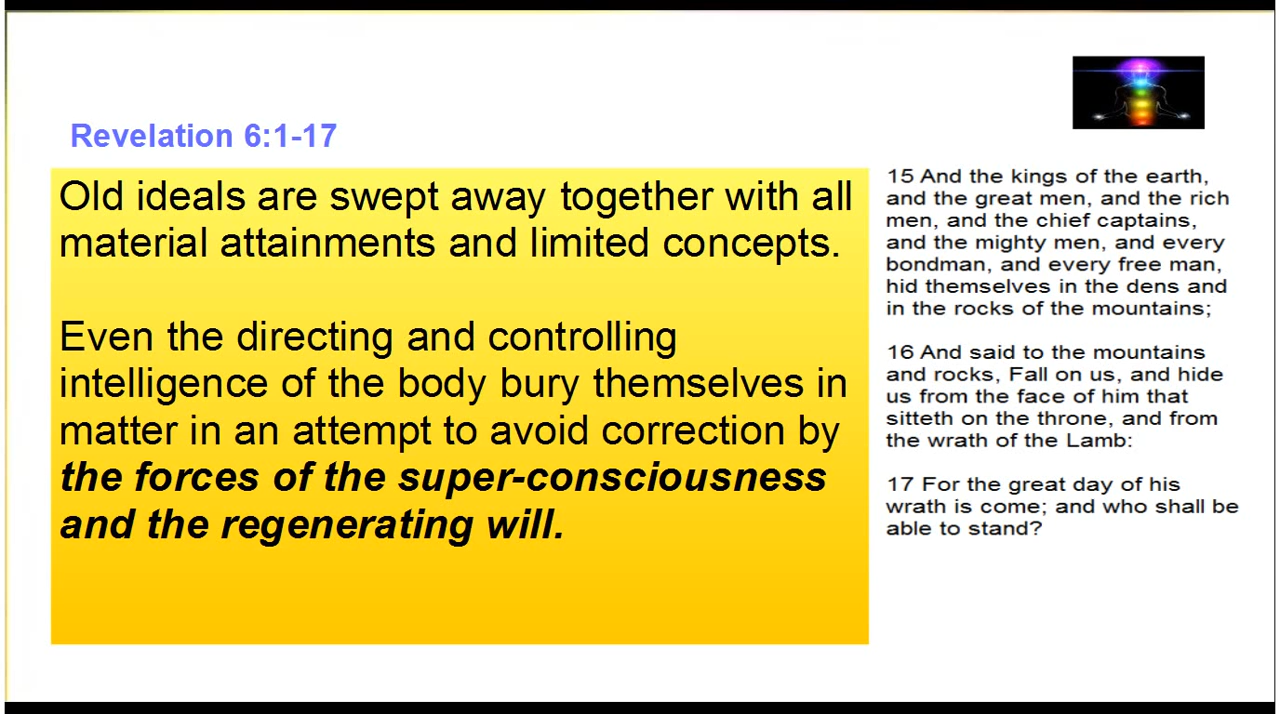 Revelation 6:1-17
Old ideals are swept away together with all
material attainments and limited concepts.
Even the directing and controlling
intelligence of the body bury themselves in
matter in an attempt to avoid correction by
the forces of the super-consciousness
and the regenerating will.
15 And the kings of the earth,
and the great men, and the rich
men, and the chief captains,
and the mighty men, and every
bondman, and every free man,
hid themselves in the dens and
in the rocks of the mountains;
16 And said to the mountains
and rocks, Fall on us, and hide
us from the face of him that
sitteth on the throne, and from
the wrath of the Lamb:
17 For the great day of his
wrath is come; and who shall be
able to stand?